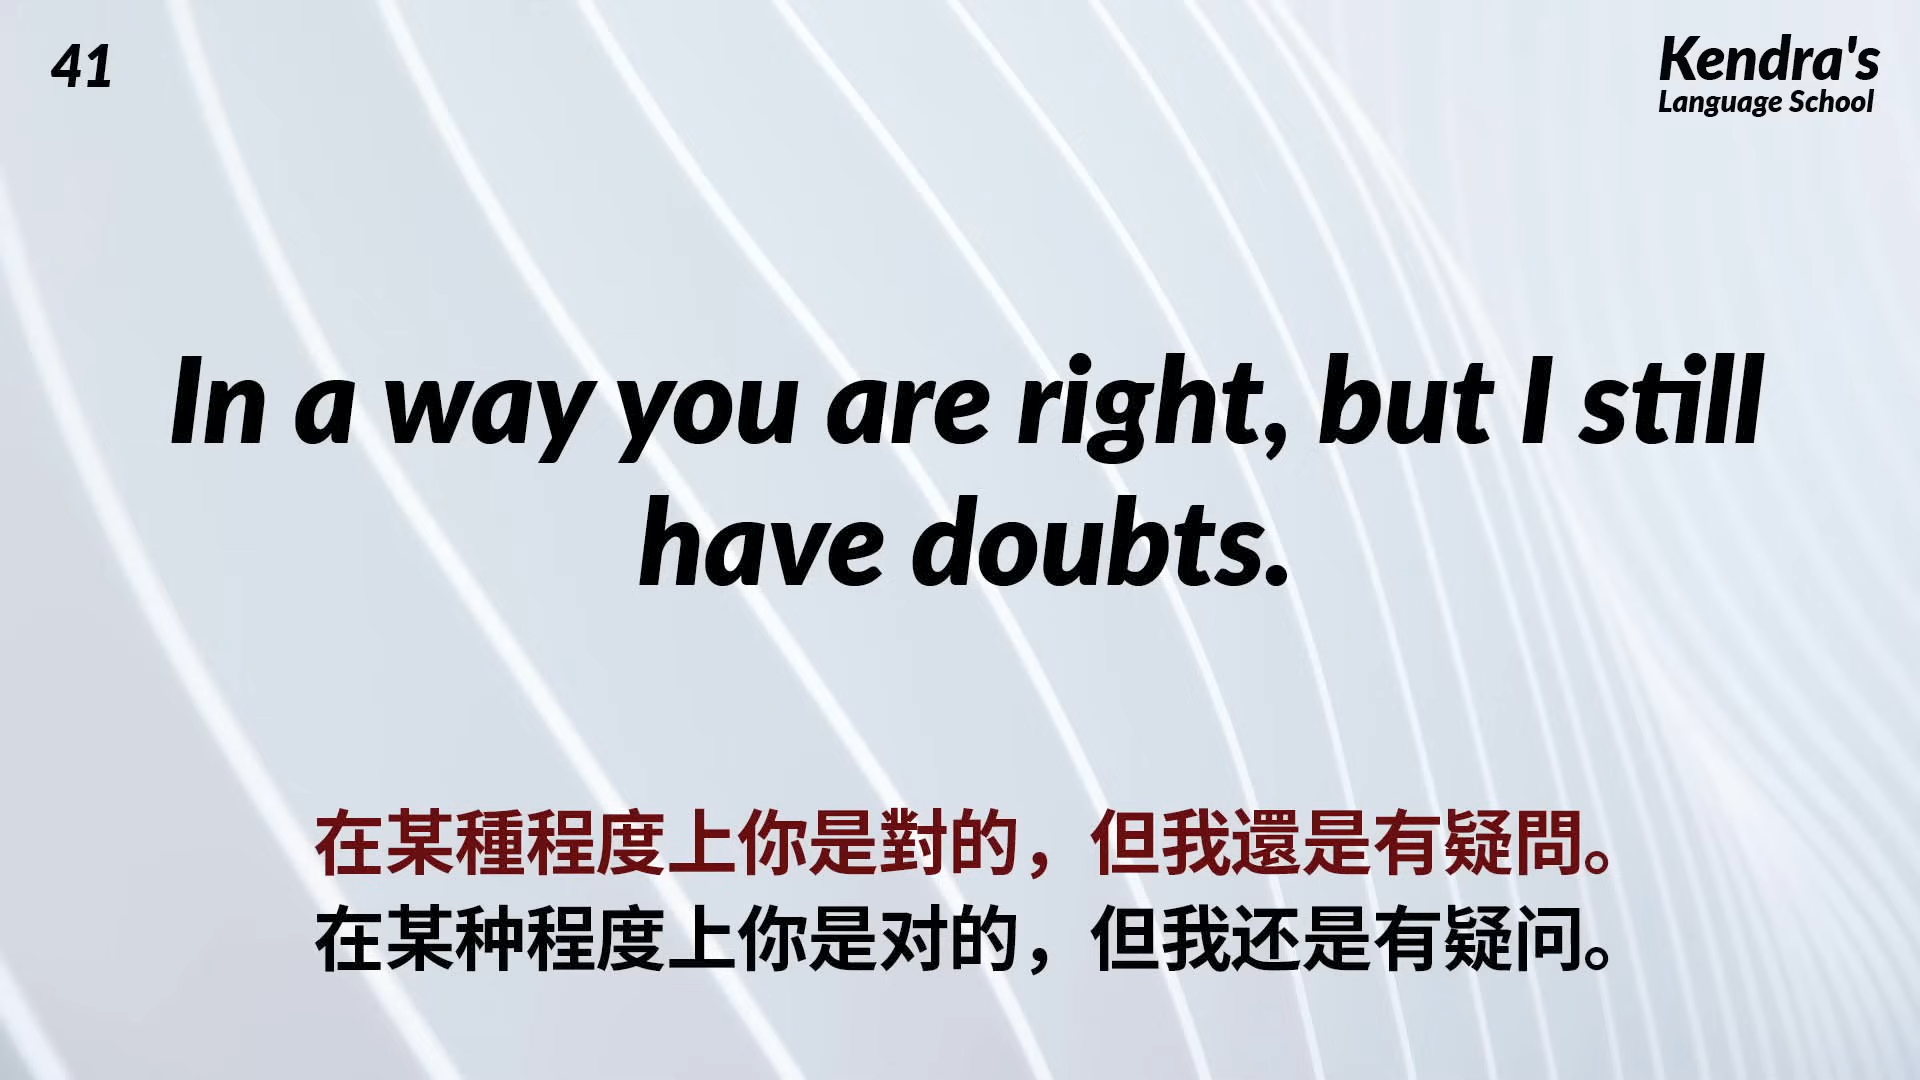 41
Kendra's
Language School
In a way you are right, but I still
have doubts.
在某種程度上你是對的，但我還是有疑問。
在某种程度上你是对的，但我还是有疑问。